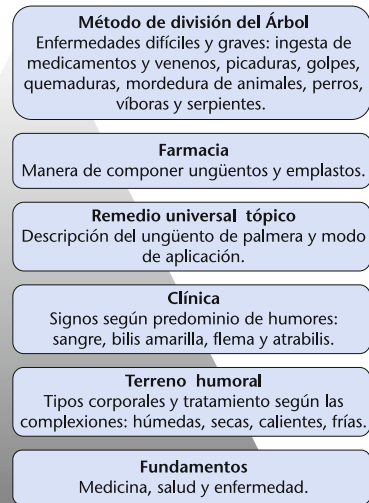 Método de división del Árbol
Enfermedades difíciles y graves: ingesta de
medicamentos y venenos, picaduras, golpes,
quemaduras, mordedura de animales, perros,
víboras y serpientes.
Farmacia
Manera de componer ungüentos y emplastos.
Remedio universal tópico
Descripción del ungüento de palmera y modo
de aplicación.
Clínica
Signos según predominio de humores:
sangre, bilis amarilla, flema y atrabilis.
Terreno humoral
Tipos corporales y tratamiento según las
complexiones: húmedas, secas, calientes, frías.
Fundamentos
Medicina, salud y enfermedad.